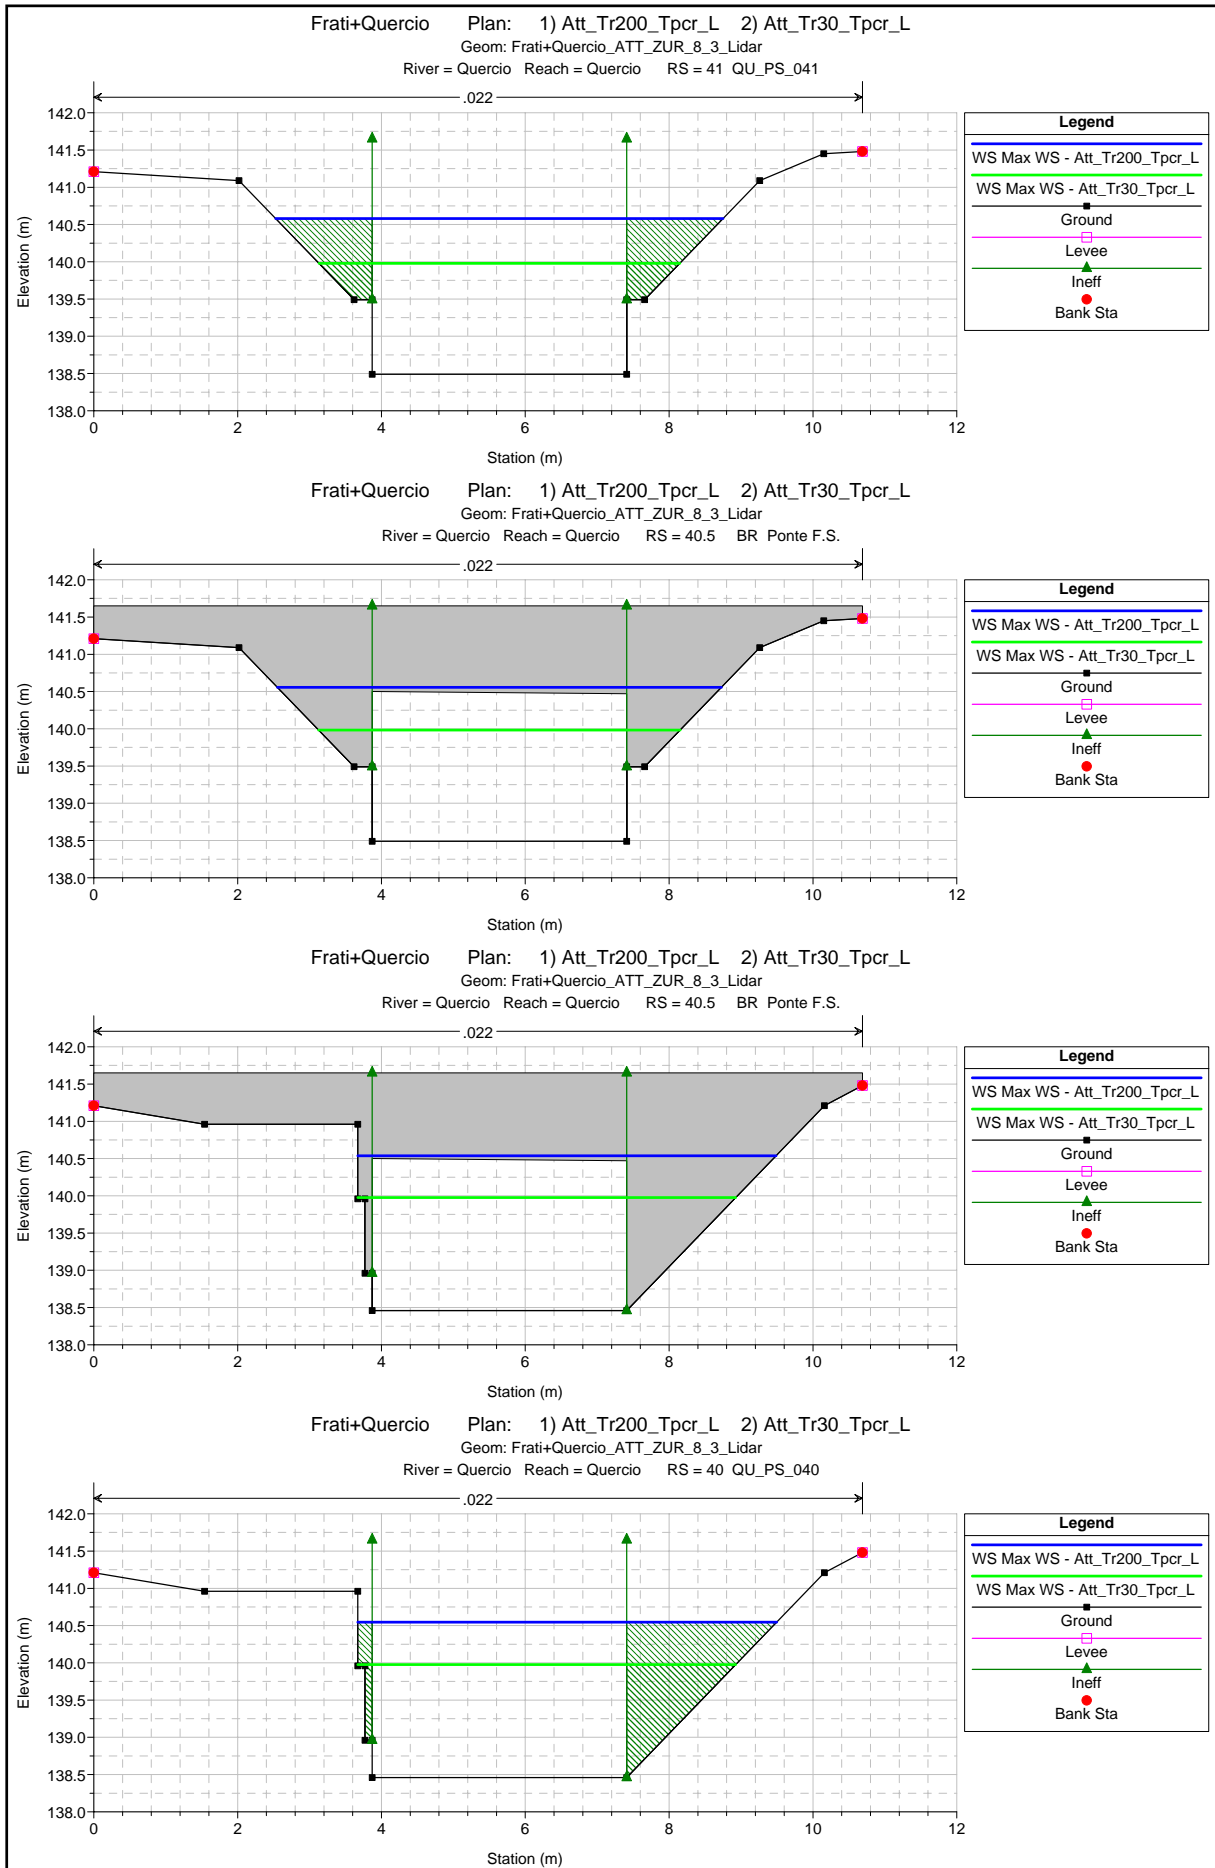 Frati+Quercio Plan: 1) Att_Tr200_Tpcr_L 2) Att_Tr30_Tpcr_L
Geom: Frati+Quercio_ATT_ZUR_8_3_Lidar
River = Quercio Reach = Quercio RS = 41 QU_PS_041
.022
142.0
141.5
141.0
140.5
140.0
139.5
139.0
138.5
138.0
Elevation (m)
0 2 4 6 8 10 12
Station (m)
Legend
WS Max WS - Att_Tr200_Tpcr_L
WS Max WS - Att_Tr30_Tpcr_L
Ground
Levee
Ineff
Bank Sta
Frati+Quercio Plan: 1) Att_Tr200_Tpcr_L 2) Att_Tr30_Tpcr_L
Geom: Frati+Quercio_ATT_ZUR_8_3_Lidar
River = Quercio Reach = Quercio RS = 40.5 BR Ponte F.S.
.022
142.0
141.5
141.0
140.5
140.0
139.5
139.0
138.5
138.0
Elevation (m)
0 2 4 6 8 10 12
Station (m)
Legend
WS Max WS - Att_Tr200_Tpcr_L
WS Max WS - Att_Tr30_Tpcr_L
Ground
Levee
Ineff
Bank Sta
Frati+Quercio Plan: 1) Att_Tr200_Tpcr_L 2) Att_Tr30_Tpcr_L
Geom: Frati+Quercio_ATT_ZUR_8_3_Lidar
River = Quercio Reach = Quercio RS = 40.5 BR Ponte F.S.
.022
142.0
141.5
141.0
140.5
140.0
139.5
139.0
138.5
138.0
Elevation (m)
0 2 4 6 8 10 12
Station (m)
Legend
WS Max WS - Att_Tr200_Tpcr_L
WS Max WS - Att_Tr30_Tpcr_L
Ground
Levee
Ineff
Bank Sta
Frati+Quercio Plan: 1) Att_Tr200_Tpcr_L 2) Att_Tr30_Tpcr_L
Geom: Frati+Quercio_ATT_ZUR_8_3_Lidar
River = Quercio Reach = Quercio RS = 40 QU_PS_040
.022
142.0
141.5
141.0
140.5
140.0
139.5
139.0
138.5
138.0
Elevation (m)
0 2 4 6 8 10 12
Station (m)
Legend
WS Max WS - Att_Tr200_Tpcr_L
WS Max WS - Att_Tr30_Tpcr_L
Ground
Levee
Ineff
Bank Sta